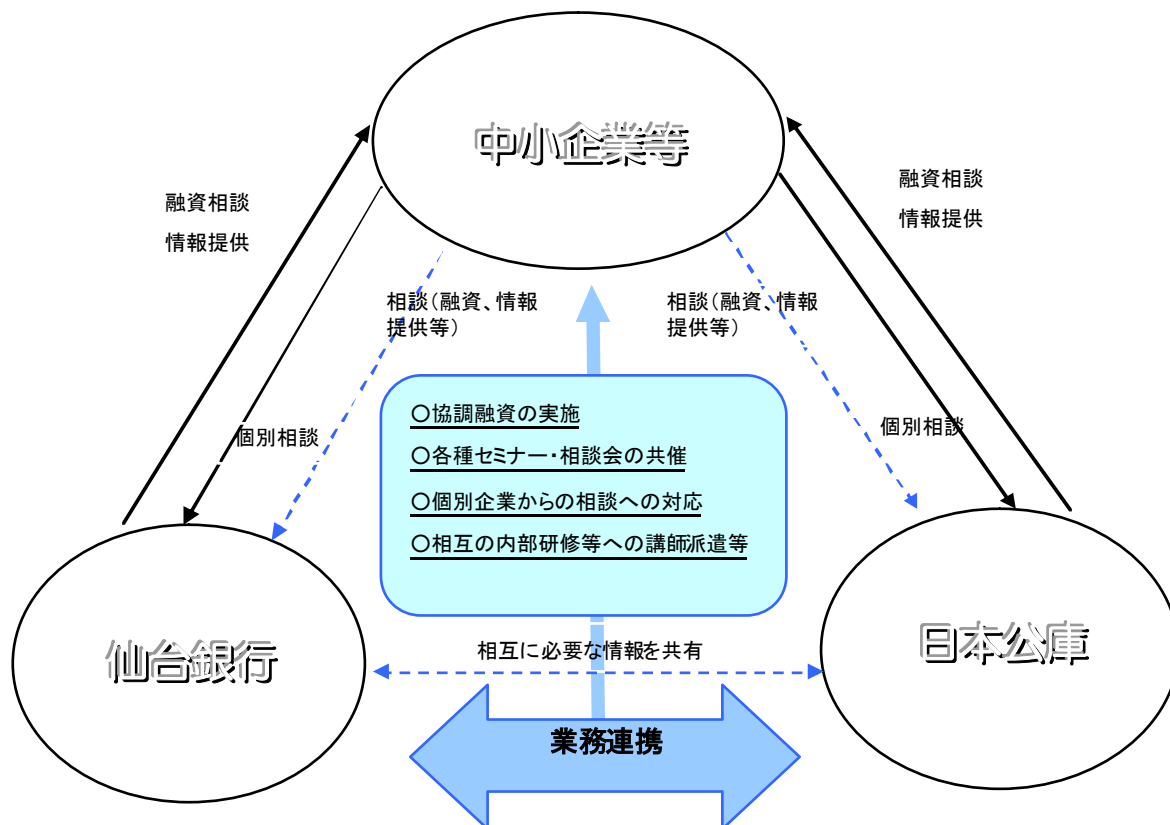 中小企業等
融資相談
情報提供
融資相談
情報提供
相談(融資、情報
提供等)
相談(融資、情報
提供等)
個別相談
個別相談
○協調融資の実施
○各種セミナー・相談会の共催
○個別企業からの相談への対応
○相互の内部研修等への講師派遣等
仙台銀行
相互に必要な情報を共有
日本公庫
業務連携